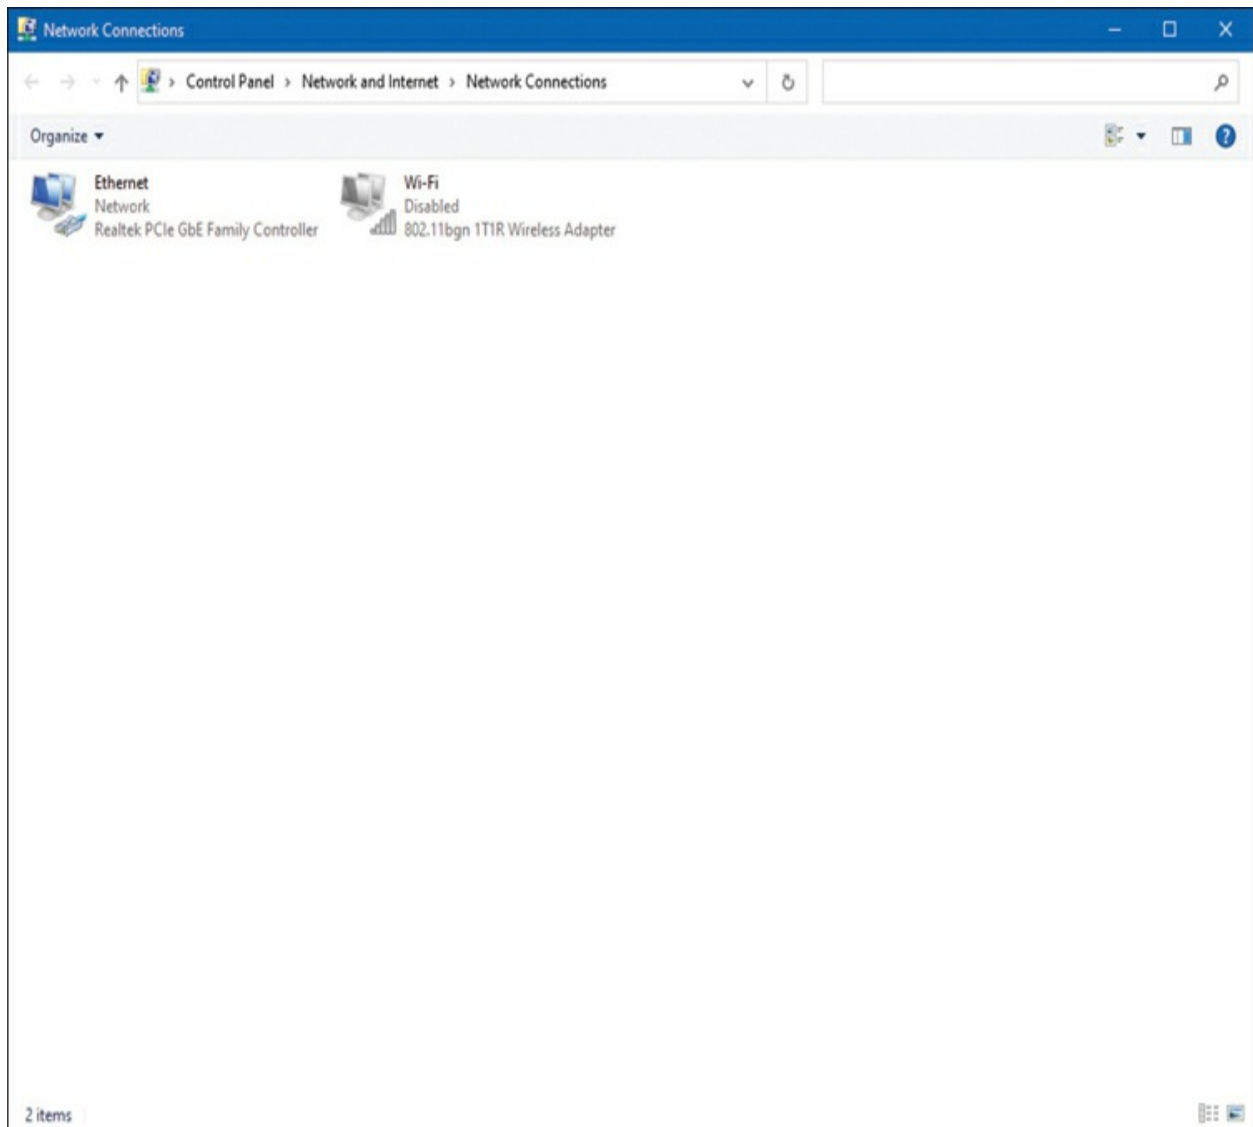 Network Connections
Control Panel > Network and Internet > Network Connections
Organize
Ethernet
Network
Realtek PCIe GbE Family Controller
Wi-Fi
Disabled
802.11bgn 1T1R Wireless Adapter
2 items